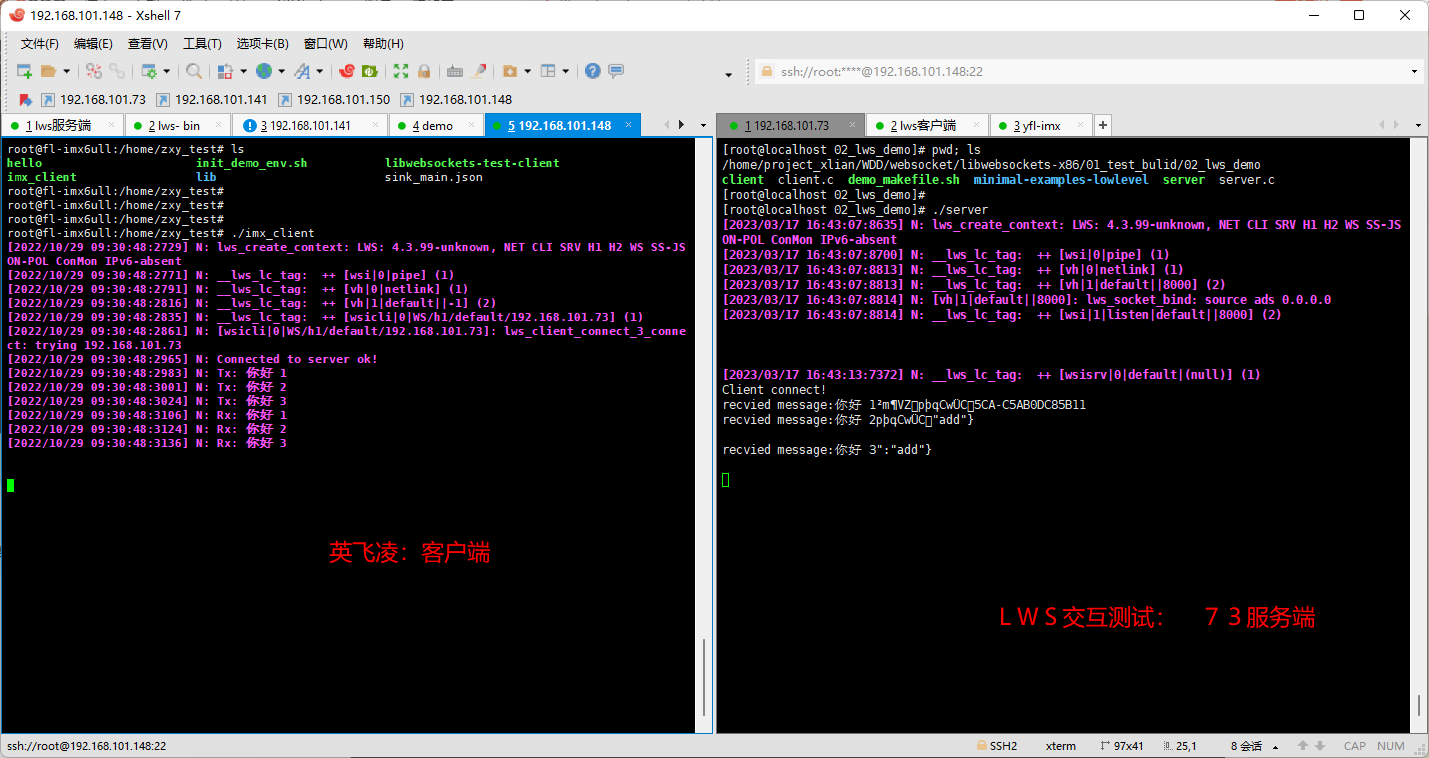 192.168.101.148 - Xshell 7
文件(F) 编辑(E) 查看(V) 工具(T) 选项卡(B) 窗口(W) 帮助(H)
ssh://root:****@192.168.101.148:22
192.168.101.73 192.168.101.141 192.168.101.150 192.168.101.148
1 lws服务端 × 2 lws- bin × 3 192.168.101.141 × 4 demo × 5 192.168.101.148 ×
root@fl-imx6ull:/home/zxy_test# ls
hello init_demo_env.sh libwebsockets-test-client
imx_client lib sink_main.json
root@fl-imx6ull:/home/zxy_test#
root@fl-imx6ull:/home/zxy_test#
root@fl-imx6ull:/home/zxy_test#
root@fl-imx6ull:/home/zxy_test# ./imx_client
[2022/10/29 09:30:48:2729] N: lws_create_context: LWS: 4.3.99-unknown, NET CLI SRV H1 H2 WS SS-JS
ON-POL ConMon IPv6-absent
[2022/10/29 09:30:48:2771] N: __lws_lc_tag:  ++ [wsi|0|pipe] (1)
[2022/10/29 09:30:48:2791] N: __lws_lc_tag:  ++ [vh|0|netlink] (1)
[2022/10/29 09:30:48:2816] N: __lws_lc_tag:  ++ [vh|1|default||-1] (2)
[2022/10/29 09:30:48:2835] N: __lws_lc_tag:  ++ [wsicli|0|WS/h1/default/192.168.101.73] (1)
[2022/10/29 09:30:48:2861] N: [wsicli|0|WS/h1/default/192.168.101.73]: lws_client_connect_3_conne
ct: trying 192.168.101.73
[2022/10/29 09:30:48:2965] N: Connected to server ok!
[2022/10/29 09:30:48:2983] N: Tx: 你好 1
[2022/10/29 09:30:48:3001] N: Tx: 你好 2
[2022/10/29 09:30:48:3024] N: Tx: 你好 3
[2022/10/29 09:30:48:3106] N: Rx: 你好 1
[2022/10/29 09:30:48:3124] N: Rx: 你好 2
[2022/10/29 09:30:48:3136] N: Rx: 你好 3
英飞凌：客户端
1 192.168.101.73 × 2 lws客户端 × 3 yfl-imx × +
[root@localhost 02_lws_demo]# pwd; ls
/home/project_xlian/WDD/websocket/libwebsockets-x86/01_test_bulid/02_lws_demo
client client.c demo_makefile.sh minimal-examples-lowlevel server server.c
[root@localhost 02_lws_demo]#
[root@localhost 02_lws_demo]# ./server
[2023/03/17 16:43:07:8635] N: lws_create_context: LWS: 4.3.99-unknown, NET CLI SRV H1 H2 WS SS-JS
ON-POL ConMon IPv6-absent
[2023/03/17 16:43:07:8700] N: __lws_lc_tag:  ++ [wsi|0|pipe] (1)
[2023/03/17 16:43:07:8813] N: __lws_lc_tag:  ++ [vh|0|netlink] (1)
[2023/03/17 16:43:07:8813] N: __lws_lc_tag:  ++ [vh|1|default||8000] (2)
[2023/03/17 16:43:07:8814] N: [vh|1|default||8000]: lws_socket_bind: source ads 0.0.0.0
[2023/03/17 16:43:07:8814] N: __lws_lc_tag:  ++ [wsi|1|listen|default||8000] (2)
[2023/03/17 16:43:13:7372] N: __lws_lc_tag:  ++ [wsisrv|0|default|(null)] (1)
Client connect!
recvied message:你好 1²m¶VZ▯pþqCwÜC▯5CA-C5AB0DC85B11
recvied message:你好 2pþqCwÜC▯"add"}
recvied message:你好 3":"add"}
ＬＷＳ交互测试： ７３服务端
ssh://root@192.168.101.148:22 SSH2 xterm 97x41 25,1 8 会话 CAP NUM